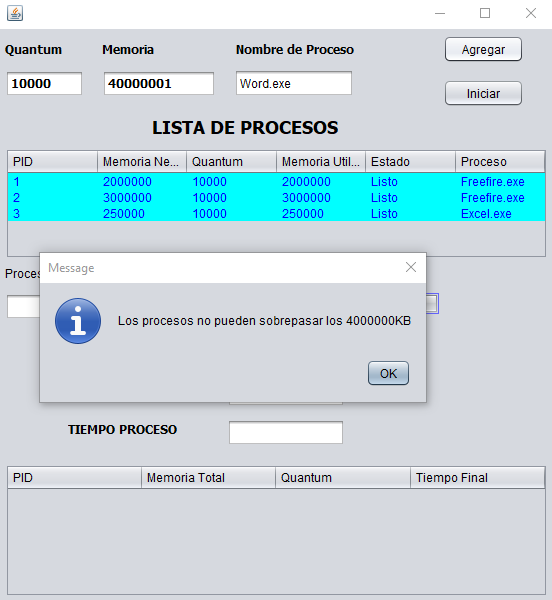 Quantum Memoria Nombre de Proceso Agregar
10000 40000001 Word.exe
Iniciar
LISTA DE PROCESOS
PID Memoria Ne... Quantum Memoria Util... Estado Proceso
1 2000000 10000 2000000 Listo Freefire.exe
2 3000000 10000 3000000 Listo Freefire.exe
3 250000 10000 250000 Listo Excel.exe
Message
Los procesos no pueden sobrepasar los 4000000KB
OK
TIEMPO PROCESO
PID Memoria Total Quantum Tiempo Final